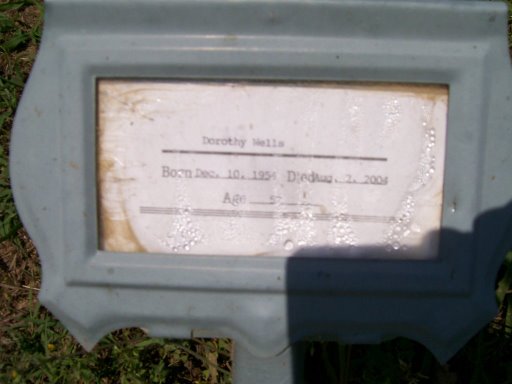 Dorothy Wells
Born Dec. 10, Died Aug. 2, 2004
Age